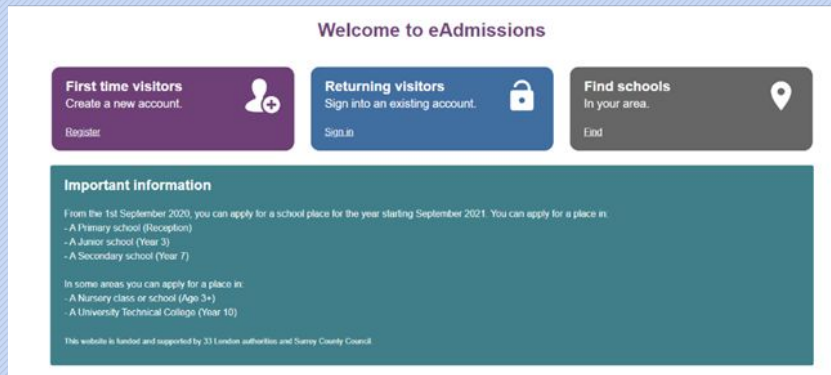 Welcome to eAdmissions
First time visitors
Create a new account.
Register
Returning visitors
Sign into an existing account.
Sign in
Find schools
In your area.
Find
Important information
From the 1st September 2020, you can apply for a school place for the year starting September 2021. You can apply for a place in:
- A Primary school (Reception)
- A Junior school (Year 3)
- A Secondary school (Year 7)
In some areas you can apply for a place in:
- A Nursery class or school (Age 3+)
- A University Technical College (Year 10)
This website is funded and supported by 33 London authorities and Surrey County Council.